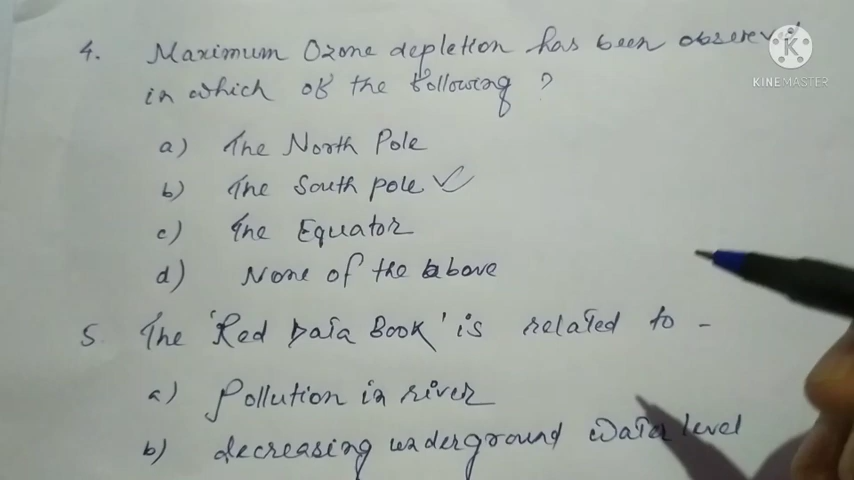 4. Maximum Ozone depletion has been observed
in which of the following ?
a) The North Pole
b) The South pole ✓
c) The Equator
d) None of the above
5. The 'Red Data Book' is related to -
a) Pollution in river
b) decreasing underground Water level
K
KINEMASTER